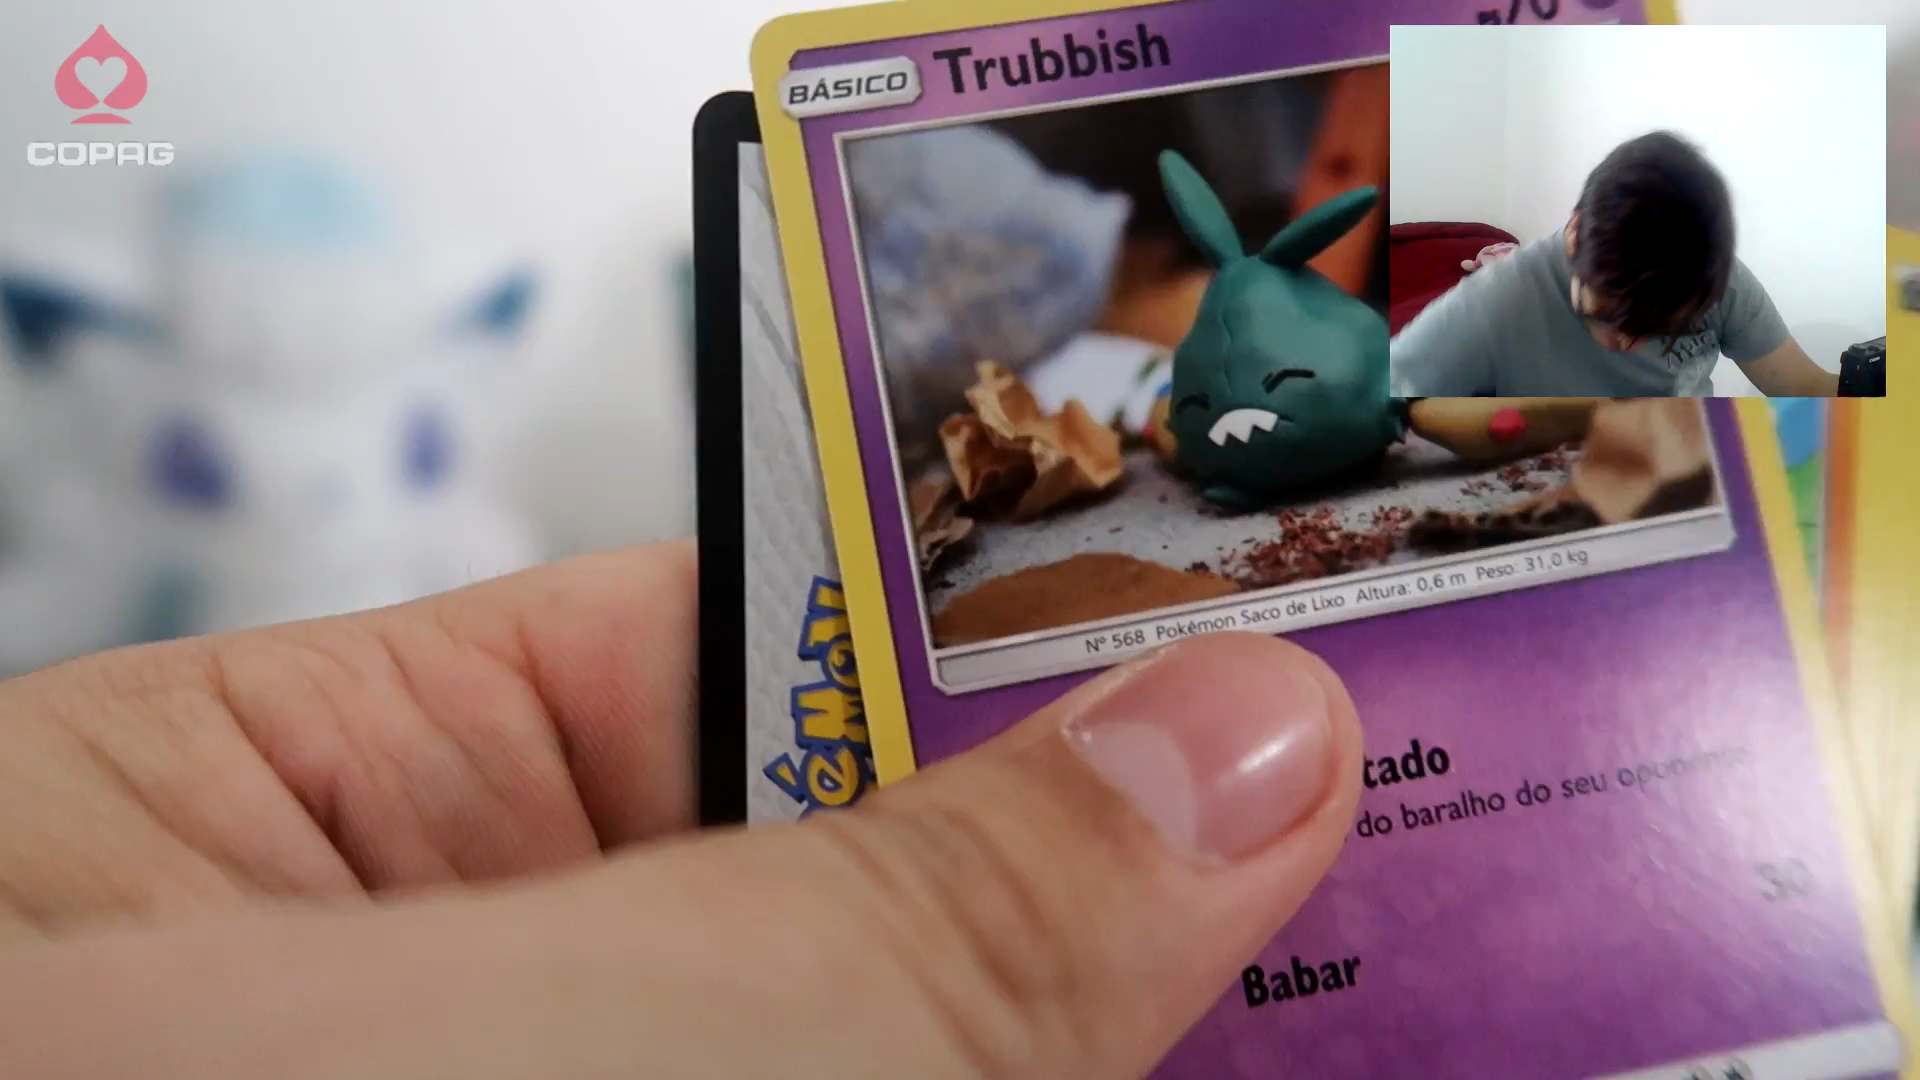 COPAG
BÁSICO
Trubbish
Nº 568 Pokémon Saco de Lixo Altura: 0,6 m Peso: 31,0 kg
do baralho do seu oponente
30
Babar